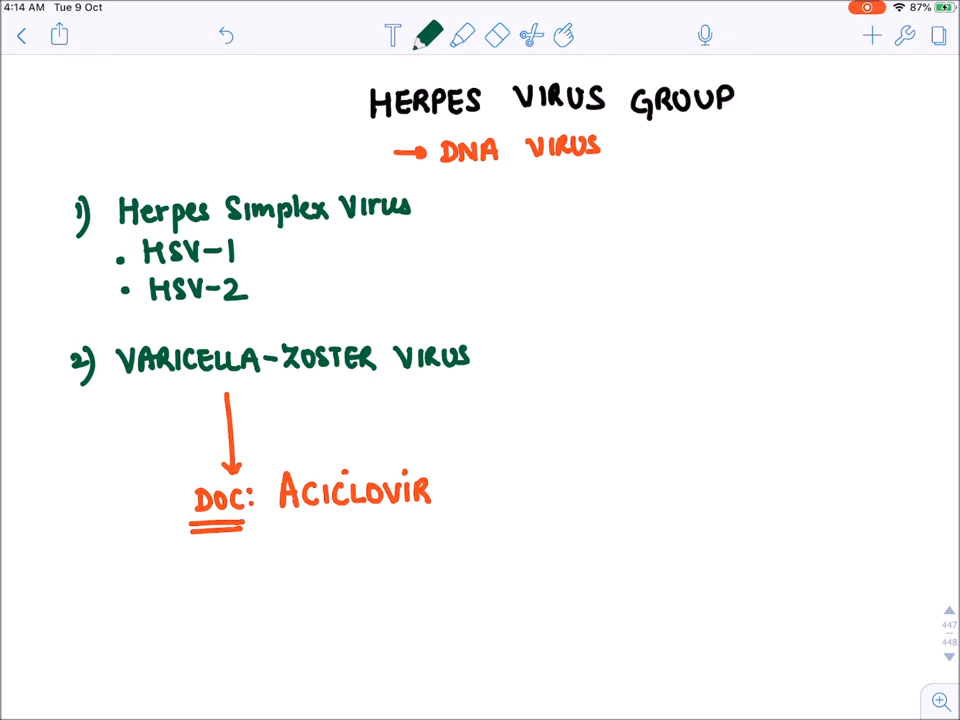 4:14 AM Tue 9 Oct 87%
T
HERPES VIRUS GROUP
→ DNA VIRUS
1) Herpes Simplex Virus
• HSV-1
• HSV-2
2) VARICELLA-ZOSTER VIRUS
DOC: ACICLOVIR
447
448